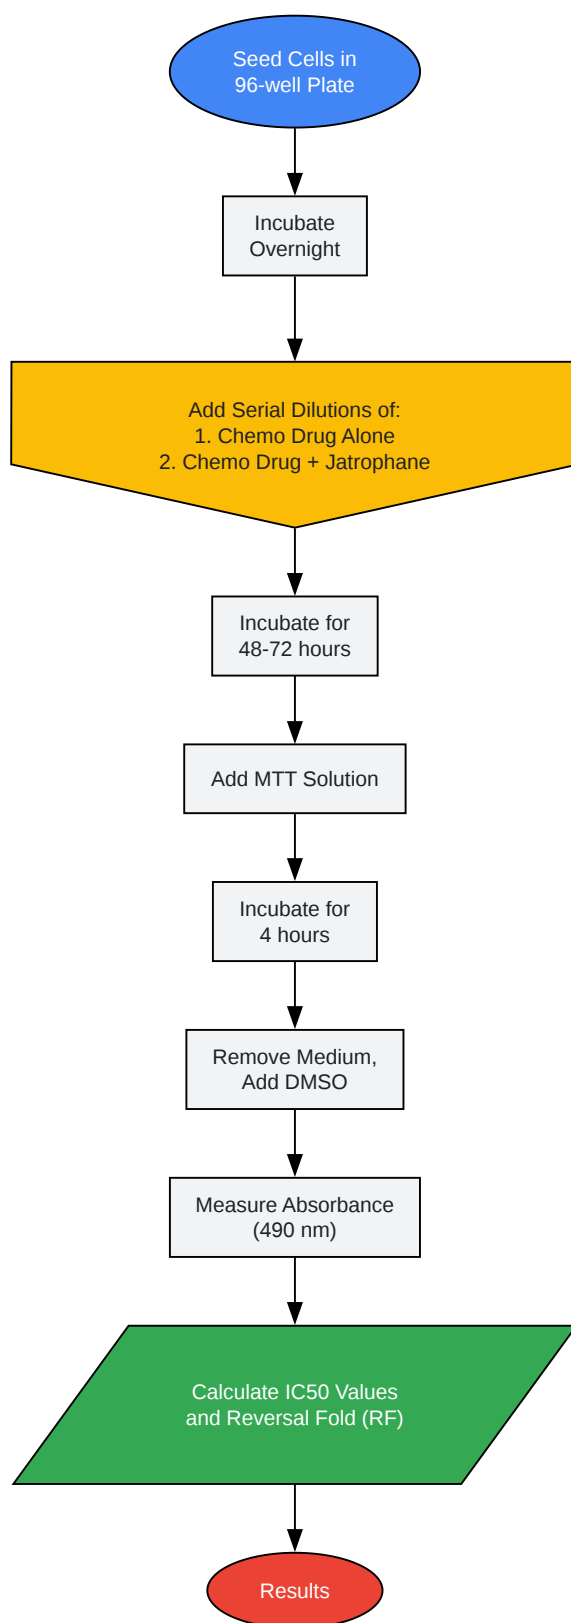 Seed Cells in
96-well Plate
Incubate
Overnight
Add Serial Dilutions of:
1. Chemo Drug Alone
2. Chemo Drug + Jatrophane
Incubate for
48-72 hours
Add MTT Solution
Incubate for
4 hours
Remove Medium,
Add DMSO
Measure Absorbance
(490 nm)
Calculate IC50 Values
and Reversal Fold (RF)
Results